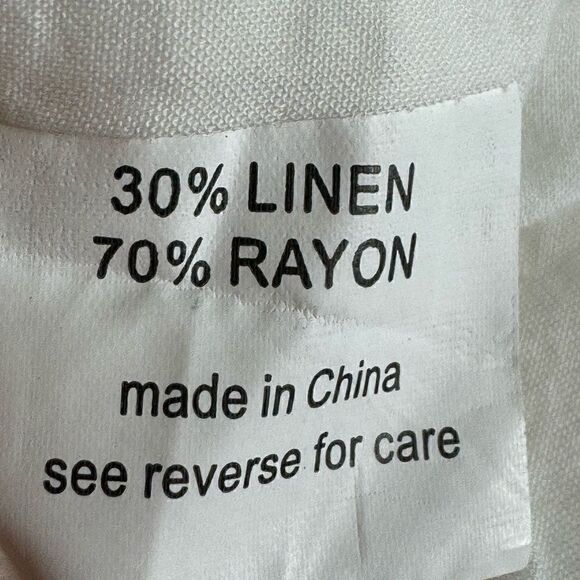 30% LINEN
70% RAYON
made in China
see reverse for care